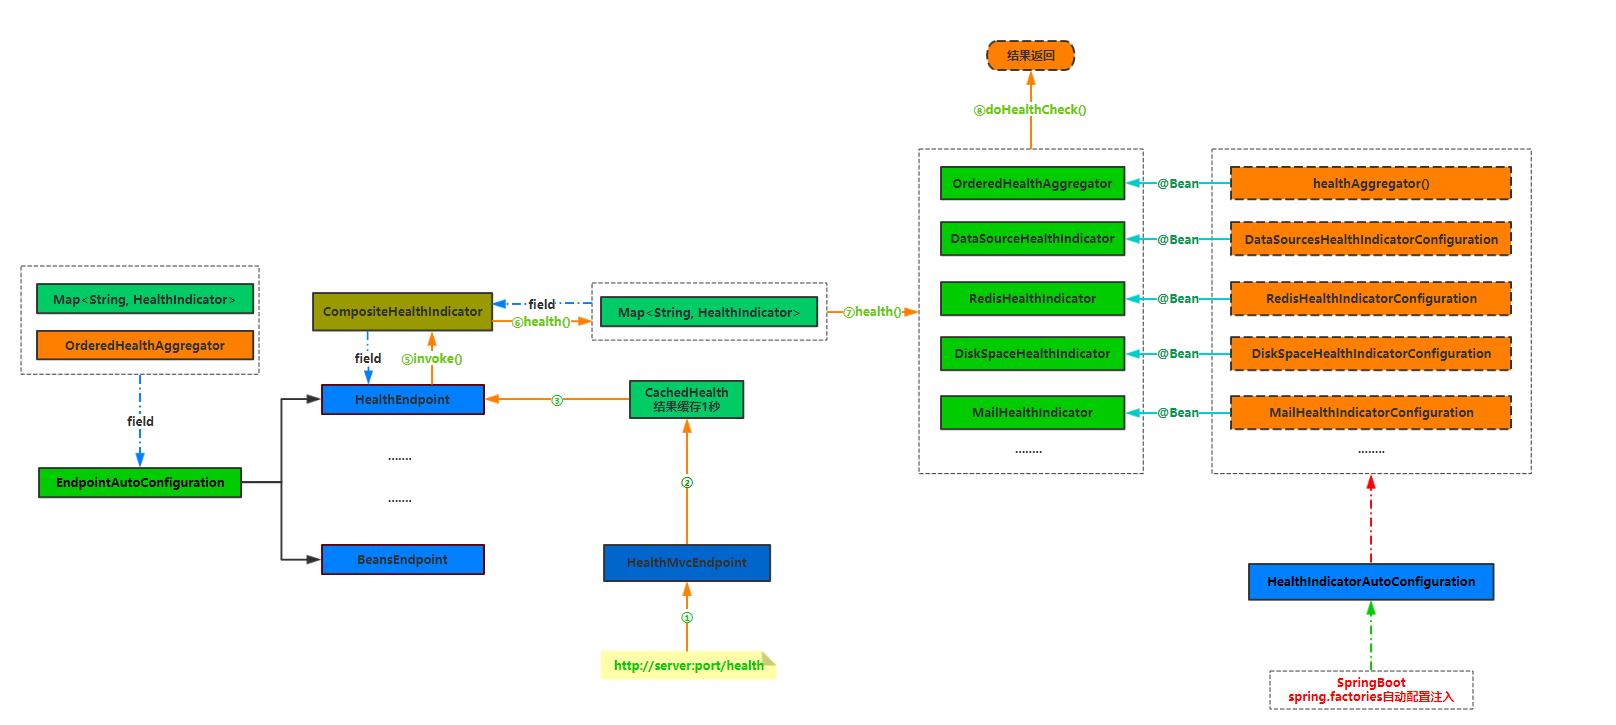 结果返回
⑧doHealthCheck()
OrderedHealthAggregator
@Bean
healthAggregator()
DataSourceHealthIndicator
@Bean
DataSourcesHealthIndicatorConfiguration
RedisHealthIndicator
@Bean
RedisHealthIndicatorConfiguration
DiskSpaceHealthIndicator
@Bean
DiskSpaceHealthIndicatorConfiguration
MailHealthIndicator
@Bean
MailHealthIndicatorConfiguration
........
........
Map<String, HealthIndicator>
OrderedHealthAggregator
field
EndpointAutoConfiguration
CompositeHealthIndicator
field
⑥health()
Map<String, HealthIndicator>
⑦health()
field
⑤invoke()
HealthEndpoint
③
CachedHealth
结果缓存1秒
.......
.......
②
BeansEndpoint
HealthMvcEndpoint
①
http://server:port/health
HealthIndicatorAutoConfiguration
SpringBoot
spring.factories自动配置注入